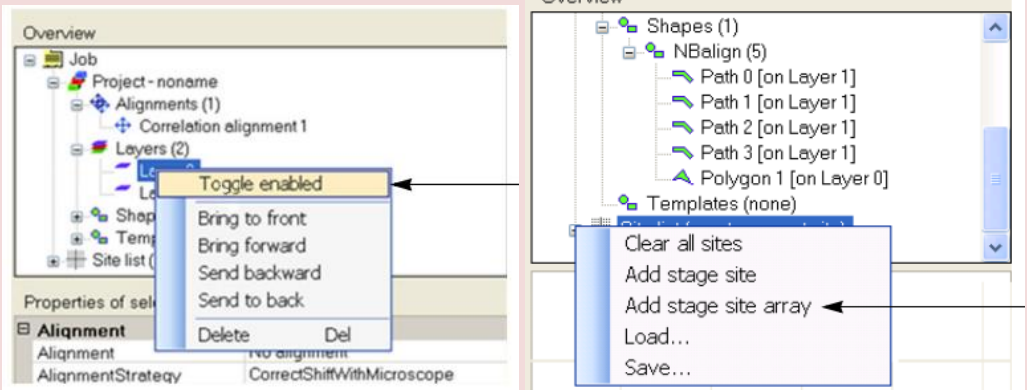 Overview
Job
Project - noname
Alignments (1)
Correlation alignment 1
Layers (2)
Toggle enabled
Bring to front
Bring forward
Send backward
Send to back
Delete Del
Site list (
Properties of sele
Alignment
Alignment No alignment
AlignmentStrategy CorrectShiftWithMicroscope
Overview
Shapes (1)
NBalign (5)
Path 0 [on Layer 1]
Path 1 [on Layer 1]
Path 2 [on Layer 1]
Path 3 [on Layer 1]
Polygon 1 [on Layer 0]
Templates (none)
Clear all sites
Add stage site
Add stage site array
Load...
Save...